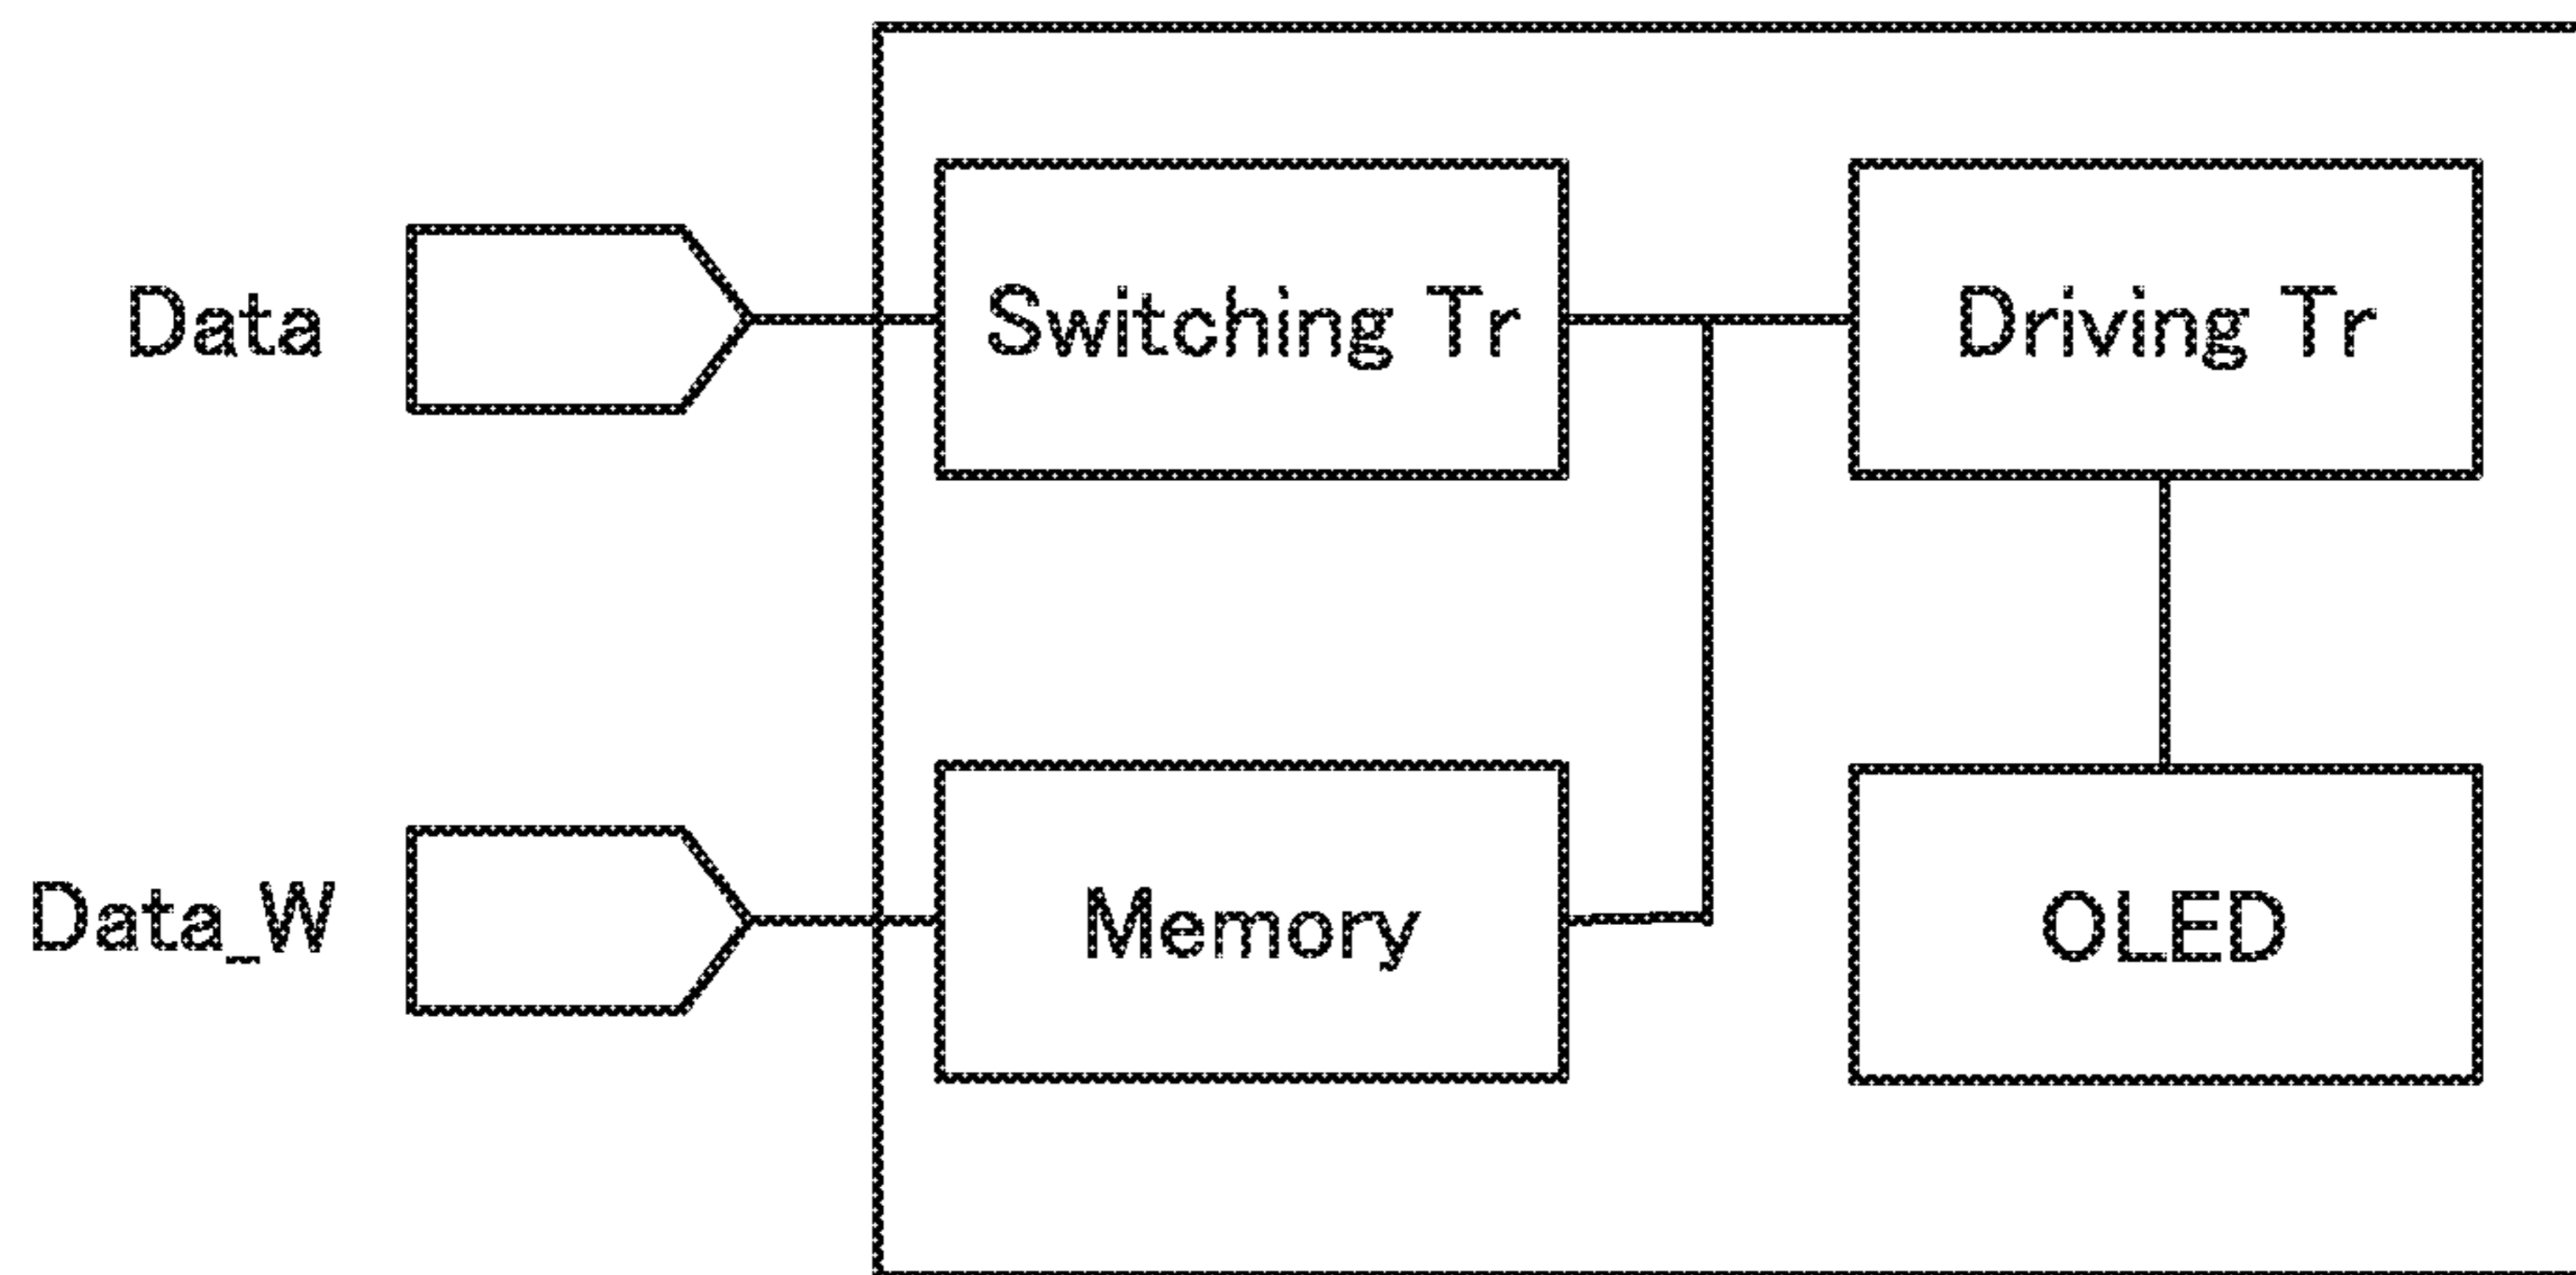 Data
Switching Tr
Driving Tr
Data_W
Memory
OLED